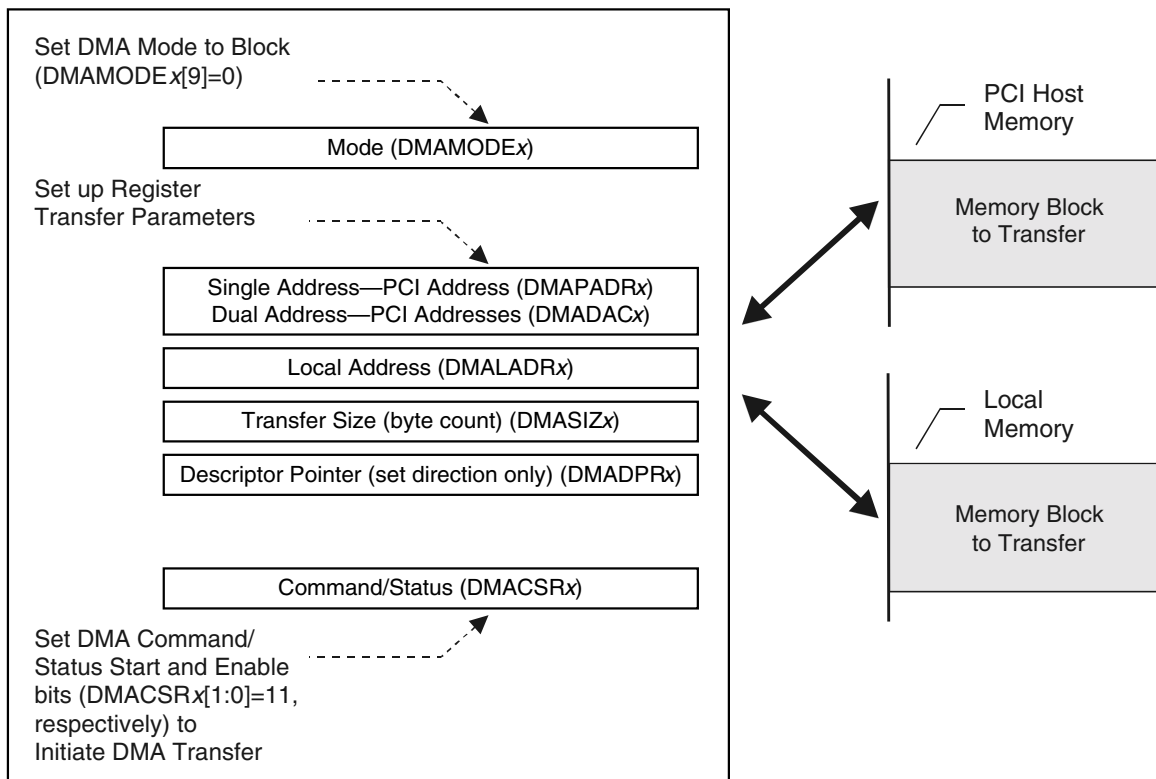 Set DMA Mode to Block
(DMAMODEx[9]=0)
Mode (DMAMODEx)
Set up Register
Transfer Parameters
Single Address—PCI Address (DMAPADRx)
Dual Address—PCI Addresses (DMADACx)
Local Address (DMALADRx)
Transfer Size (byte count) (DMASIZx)
Descriptor Pointer (set direction only) (DMADPRx)
Command/Status (DMACSRx)
Set DMA Command/
Status Start and Enable
bits (DMACSRx[1:0]=11,
respectively) to
Initiate DMA Transfer
PCI Host
Memory
Memory Block
to Transfer
Local
Memory
Memory Block
to Transfer